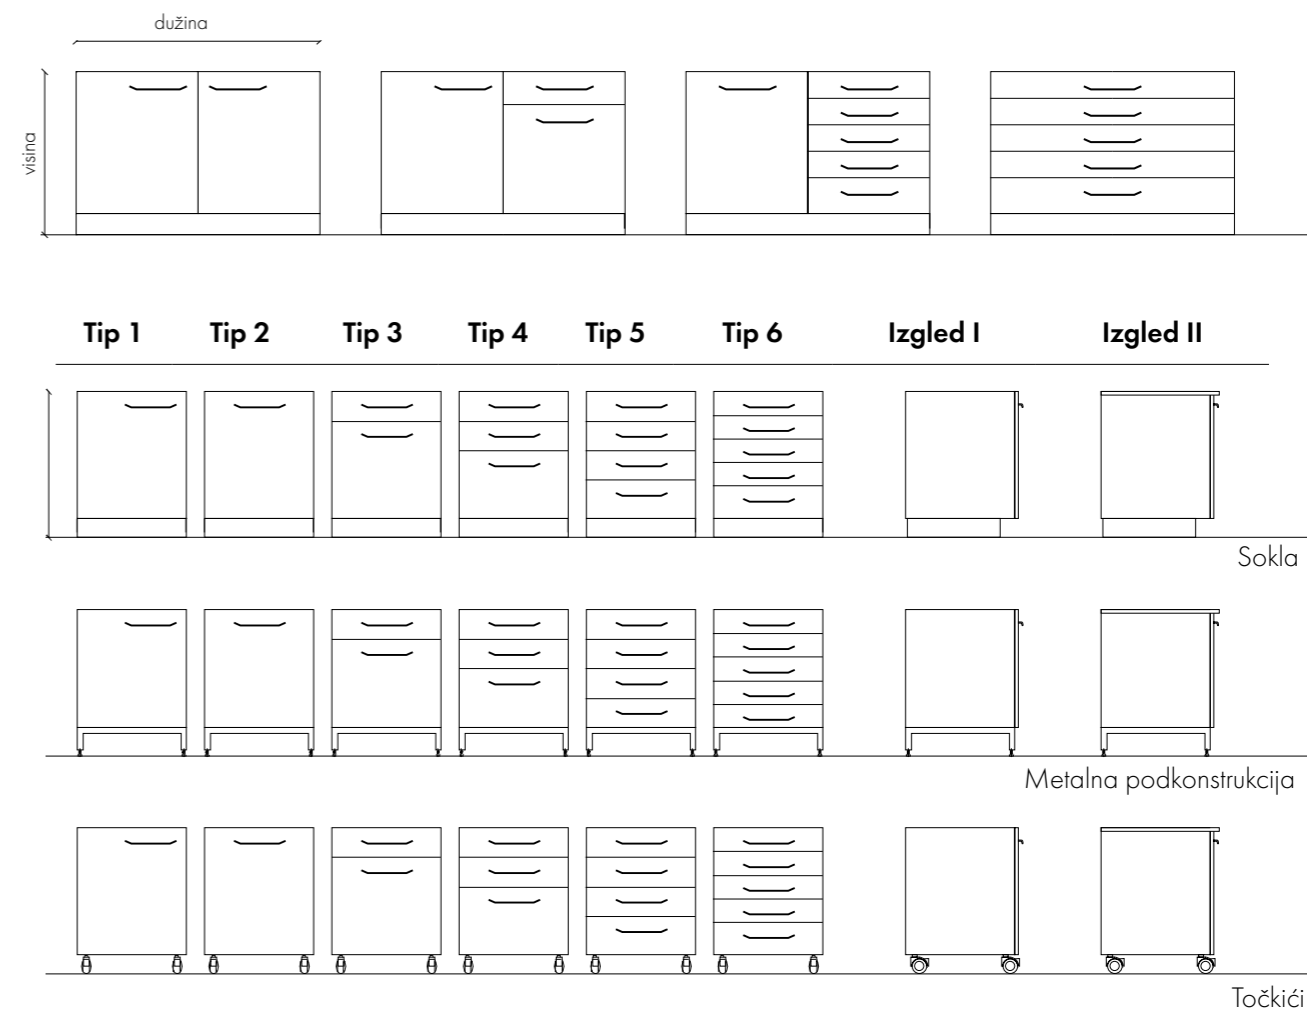 dužina
visina
Tip 1 Tip 2 Tip 3 Tip 4 Tip 5 Tip 6 Izgled I Izgled II
Sokla
Metalna podkonstrukcija
Točkići